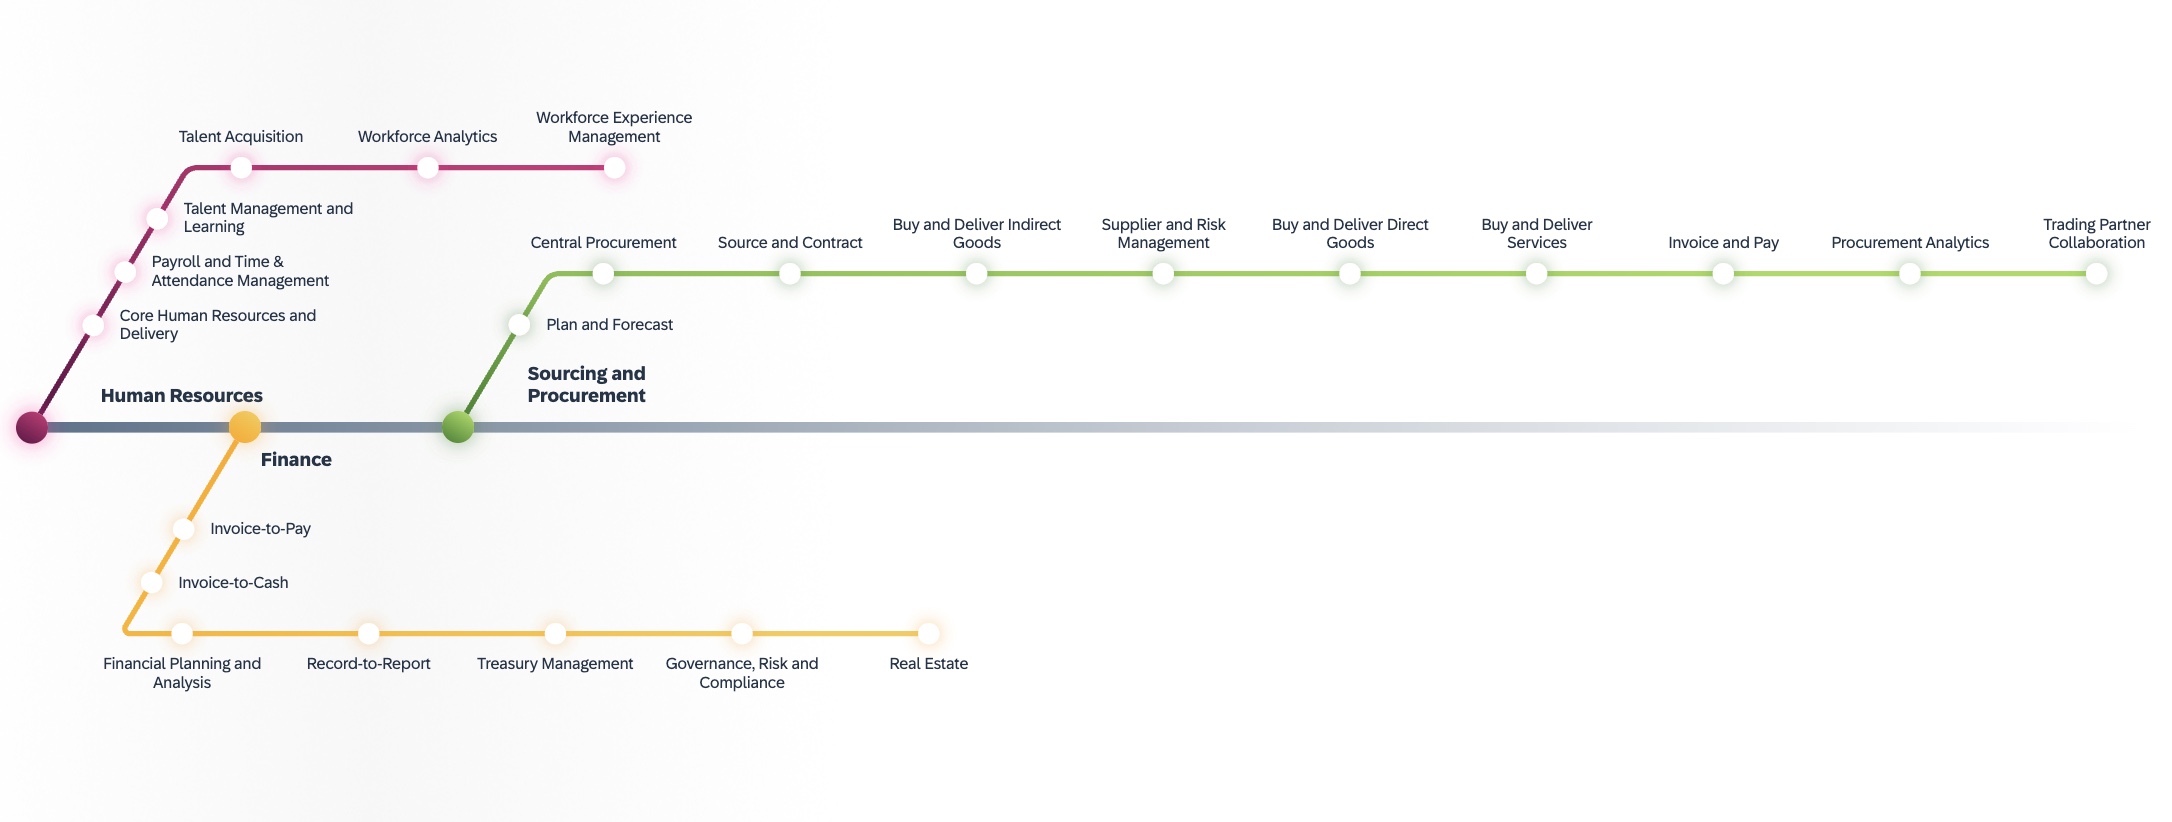 Workforce Experience
Management
Talent Acquisition
Workforce Analytics
Talent Management and
Learning
Payroll and Time &
Attendance Management
Core Human Resources and
Delivery
Human Resources
Central Procurement
Source and Contract
Buy and Deliver Indirect
Goods
Supplier and Risk
Management
Buy and Deliver Direct
Goods
Buy and Deliver
Services
Invoice and Pay
Procurement Analytics
Trading Partner
Collaboration
Plan and Forecast
Sourcing and
Procurement
Finance
Invoice-to-Pay
Invoice-to-Cash
Financial Planning and
Analysis
Record-to-Report
Treasury Management
Governance, Risk and
Compliance
Real Estate